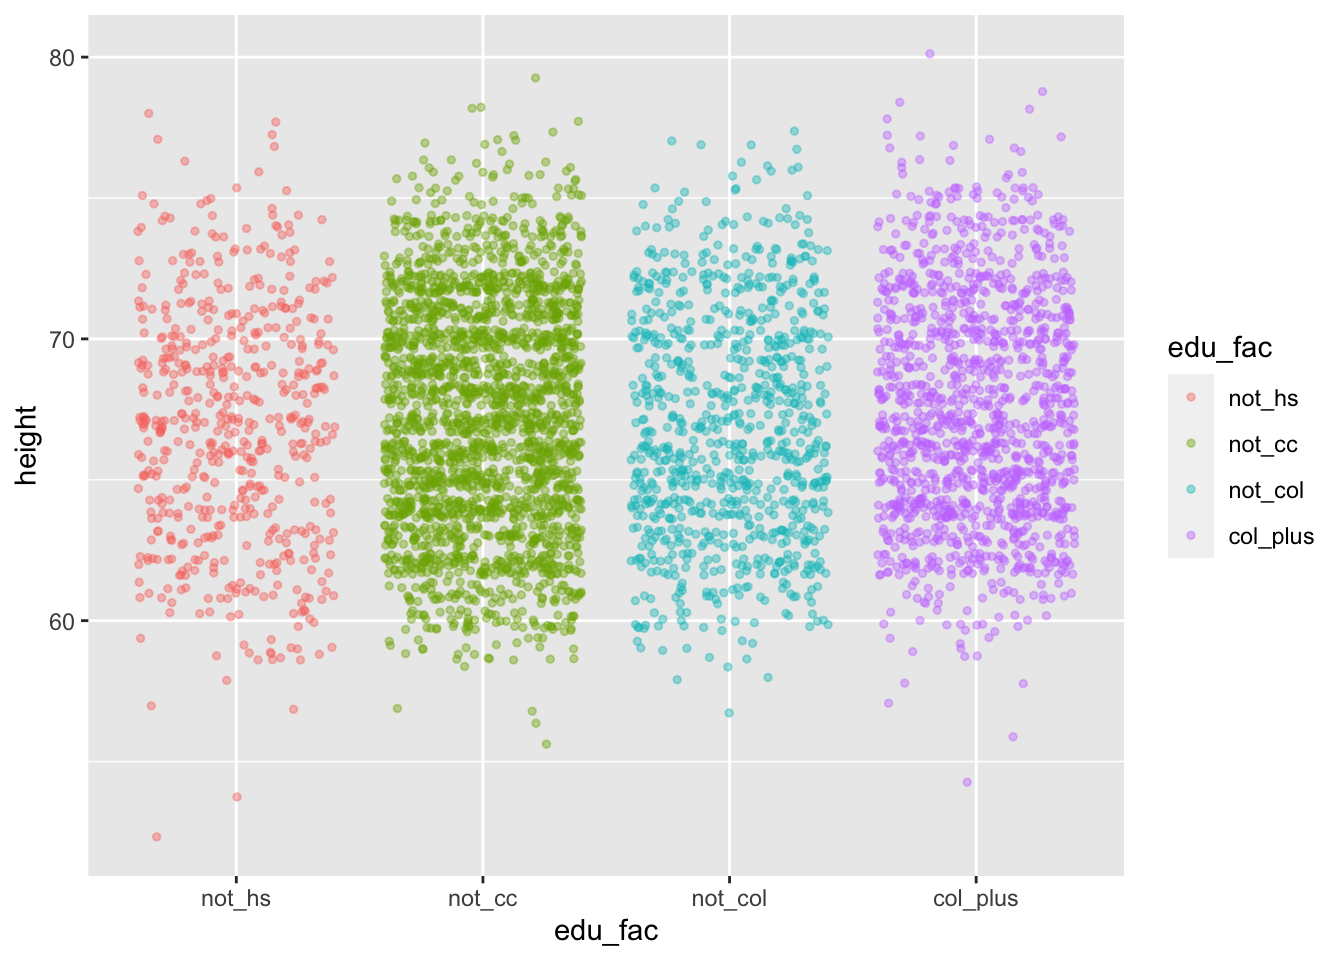 80
70
60
height
not_hs
not_cc
not_col
col_plus
edu_fac
edu_fac
not_hs
not_cc
not_col
col_plus